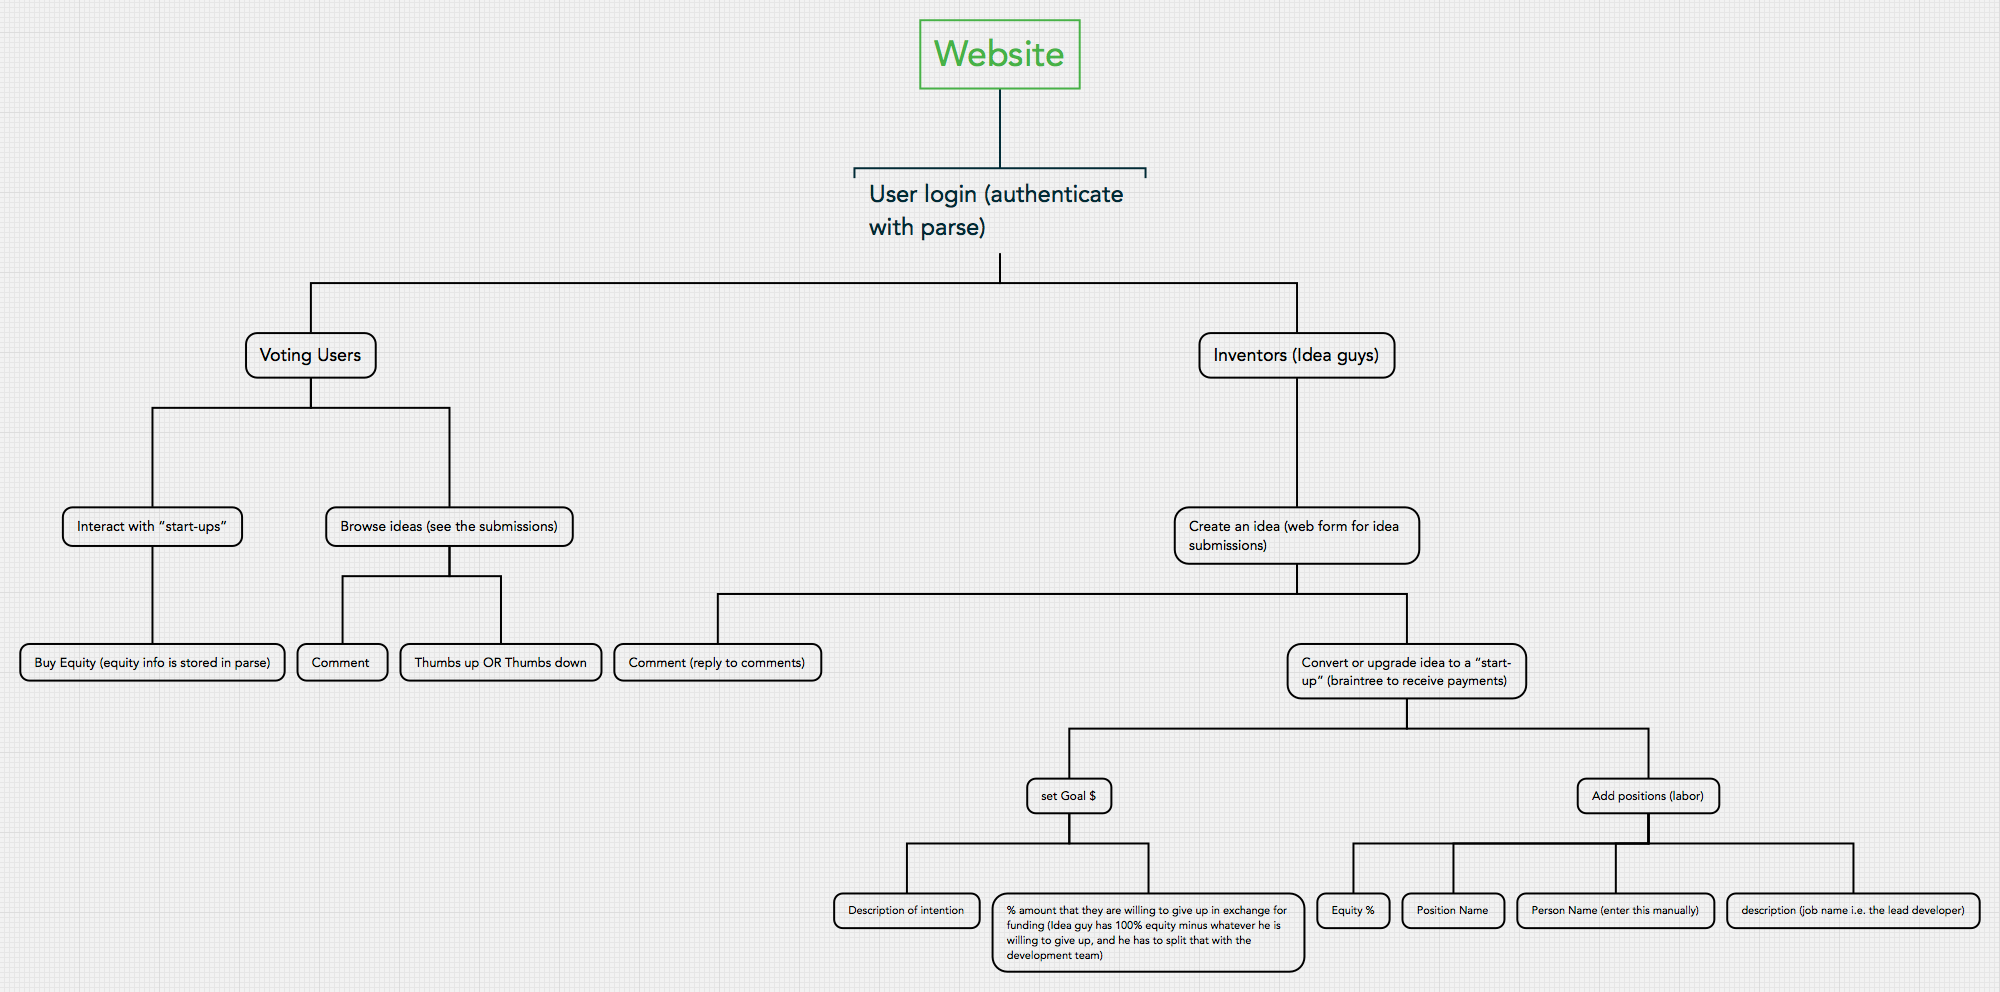 Website
User login (authenticate
with parse)
Voting Users
Inventors (Idea guys)
Interact with “start-ups”
Browse ideas (see the submissions)
Create an idea (web form for idea
submissions)
Buy Equity (equity info is stored in parse)
Comment
Thumbs up OR Thumbs down
Comment (reply to comments)
Convert or upgrade idea to a “start-
up” (braintree to receive payments)
set Goal $
Add positions (labor)
Description of intention
% amount that they are willing to give up in exchange for
funding (Idea guy has 100% equity minus whatever he is
willing to give up, and he has to split that with the
development team)
Equity %
Position Name
Person Name (enter this manually)
description (job name i.e. the lead developer)